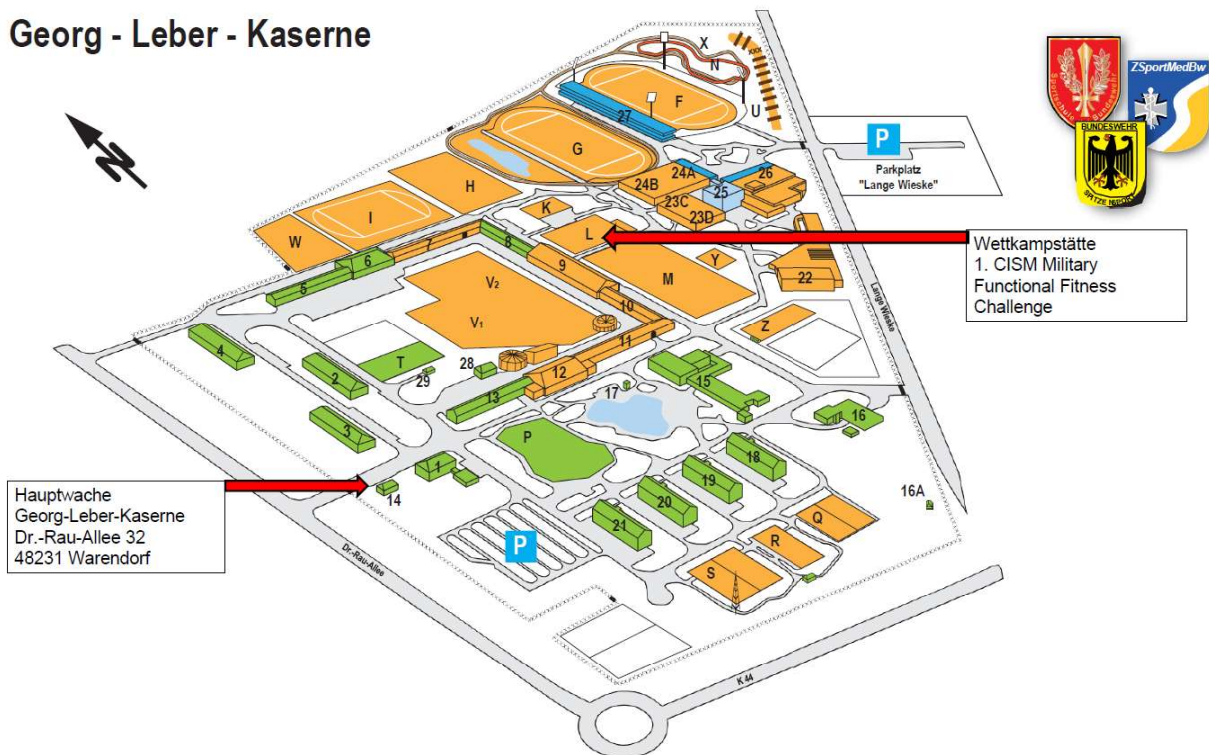 Georg - Leber - Kaserne
N
X
N
F
U
27
G
P
Parkplatz
"Lange Wieske"
Sportschule Bundeswehr
ZSportMedBw
BUNDESWEHR
H
24B
24A
25
26
23C
23D
K
L
I
W
7
8
6
5
9
M
Y
22
V2
V1
10
11
Z
Lange Wieske
Wettkampstätte
1. CISM Military
Functional Fitness
Challenge
4
2
T
29
28
12
13
3
17
15
16
P
1
14
18
19
20
21
16A
Q
R
S
P
Hauptwache
Georg-Leber-Kaserne
Dr.-Rau-Allee 32
48231 Warendorf
Dr.-Rau-Allee
K 44